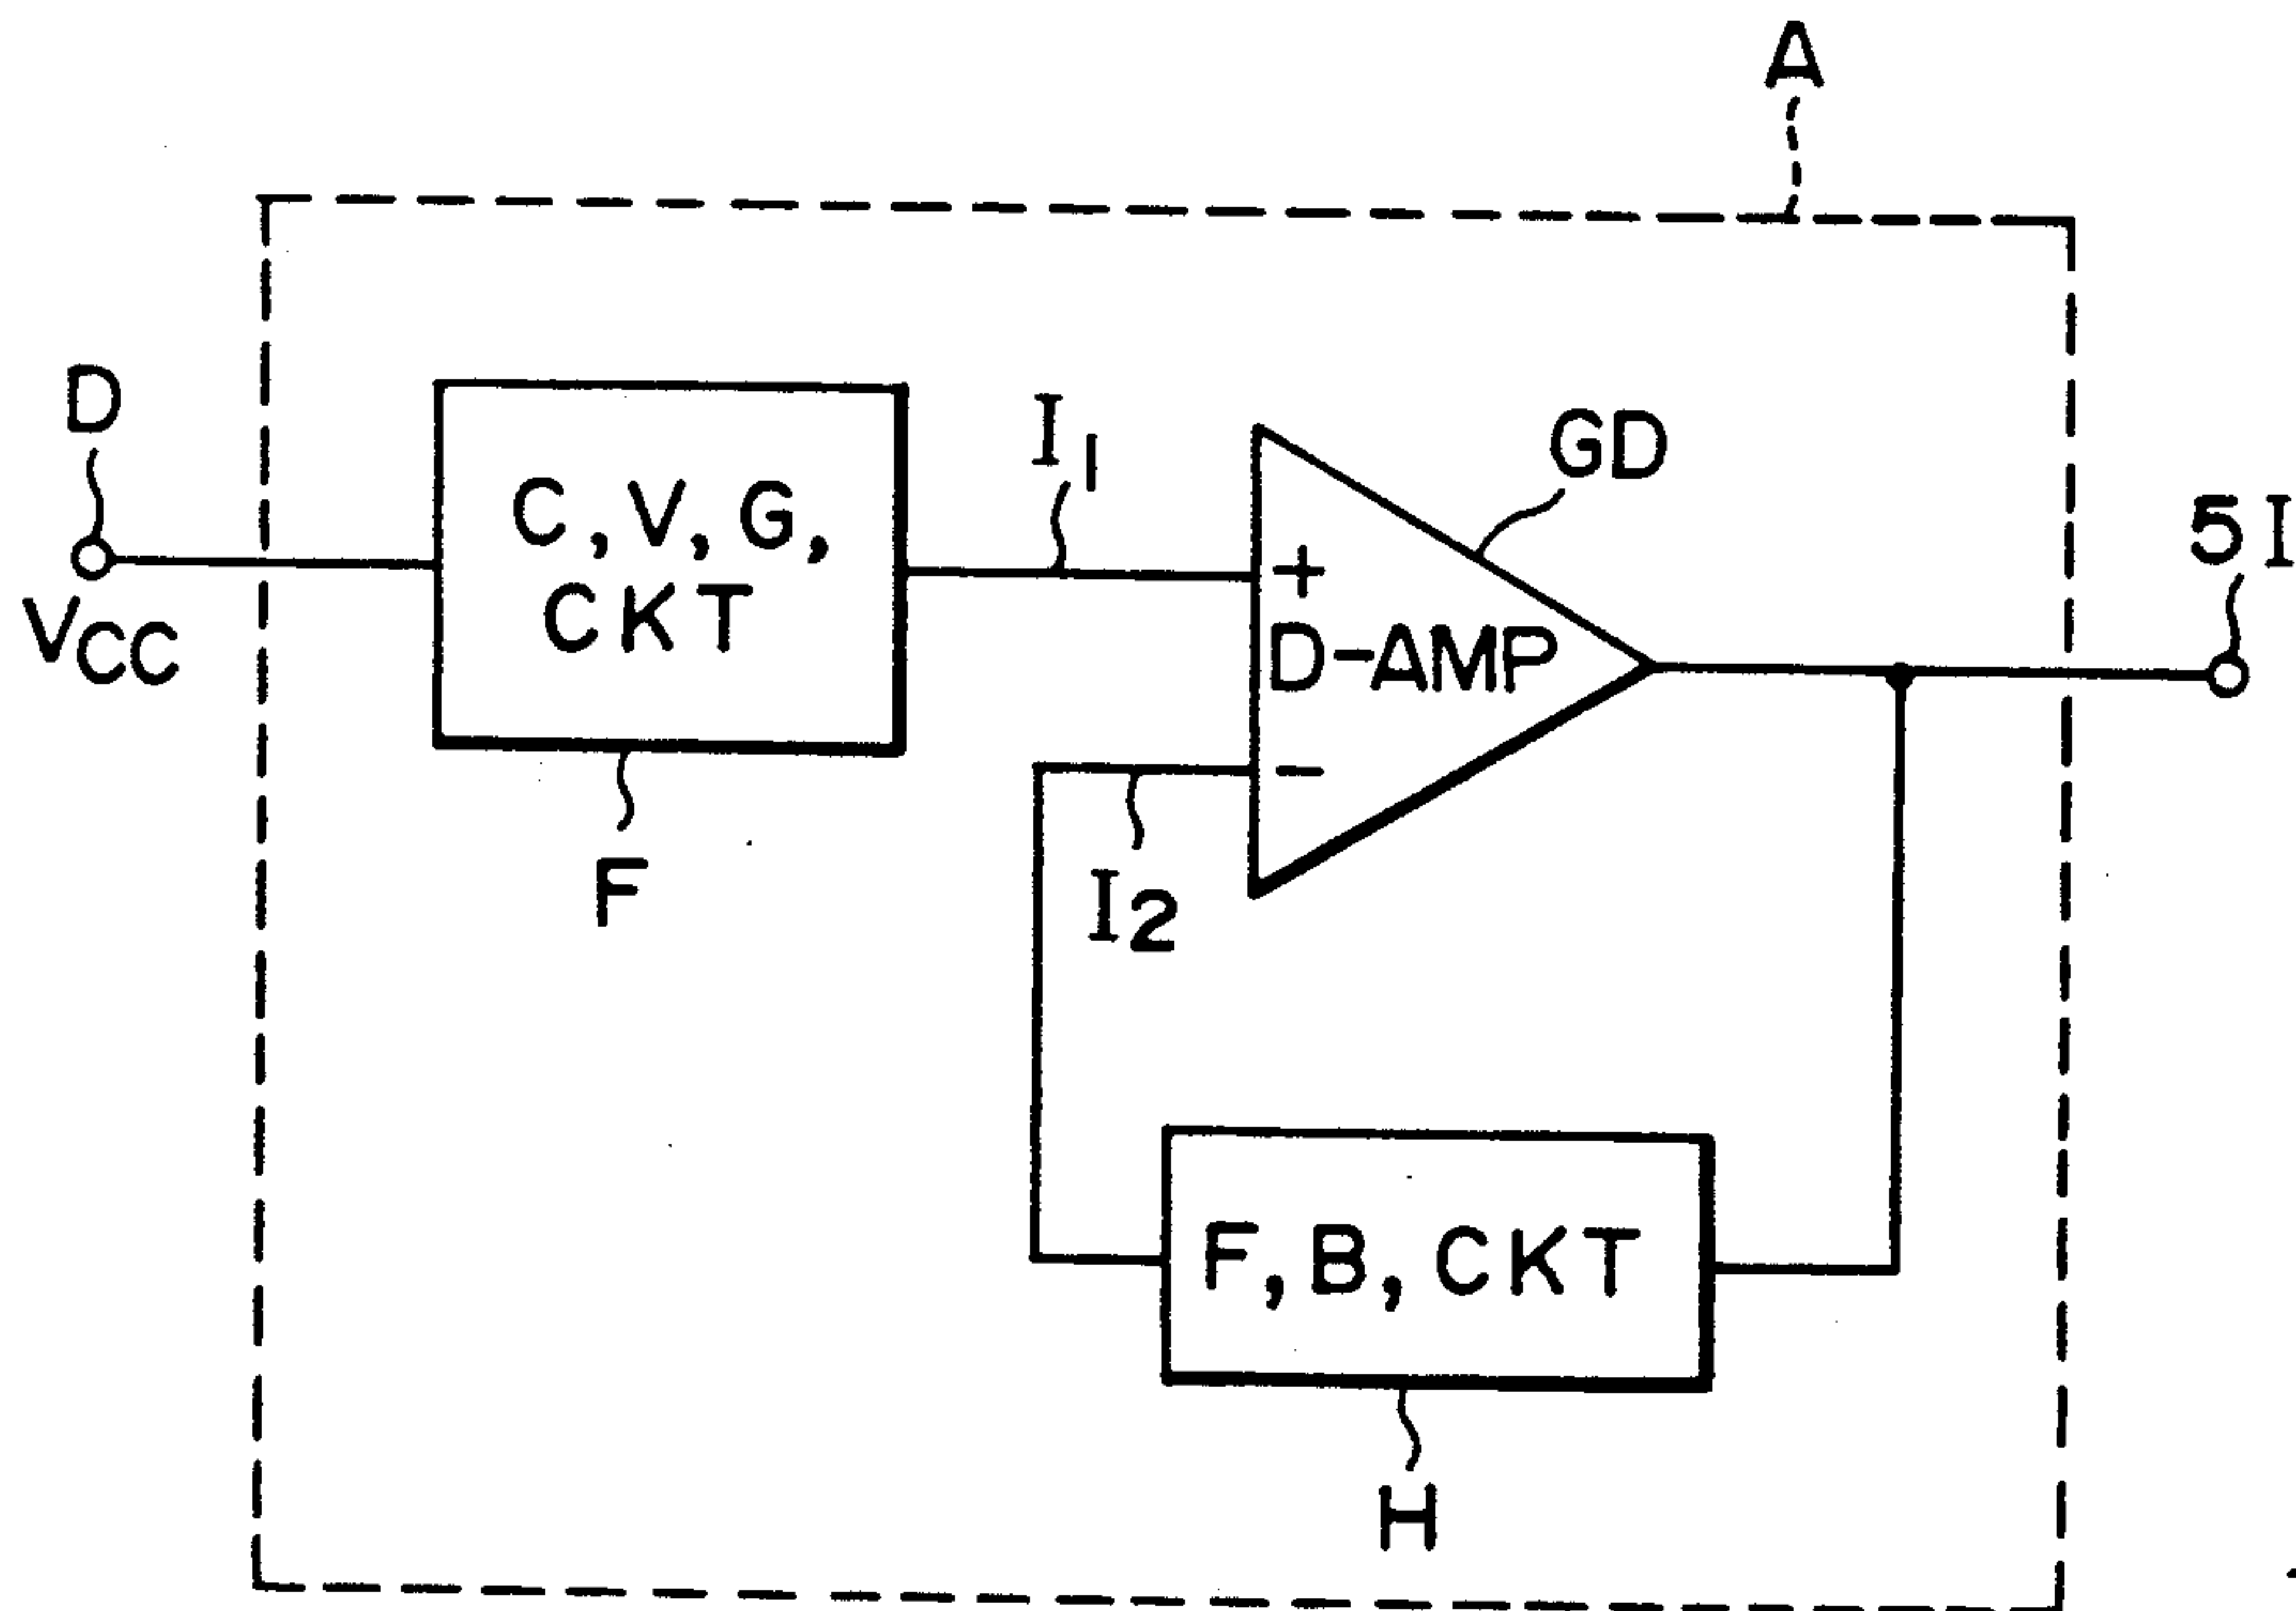 A
D
VCC
C,V,G,
CKT
F
I1
GD
+
D-AMP
-
I2
5I
F,B,CKT
H